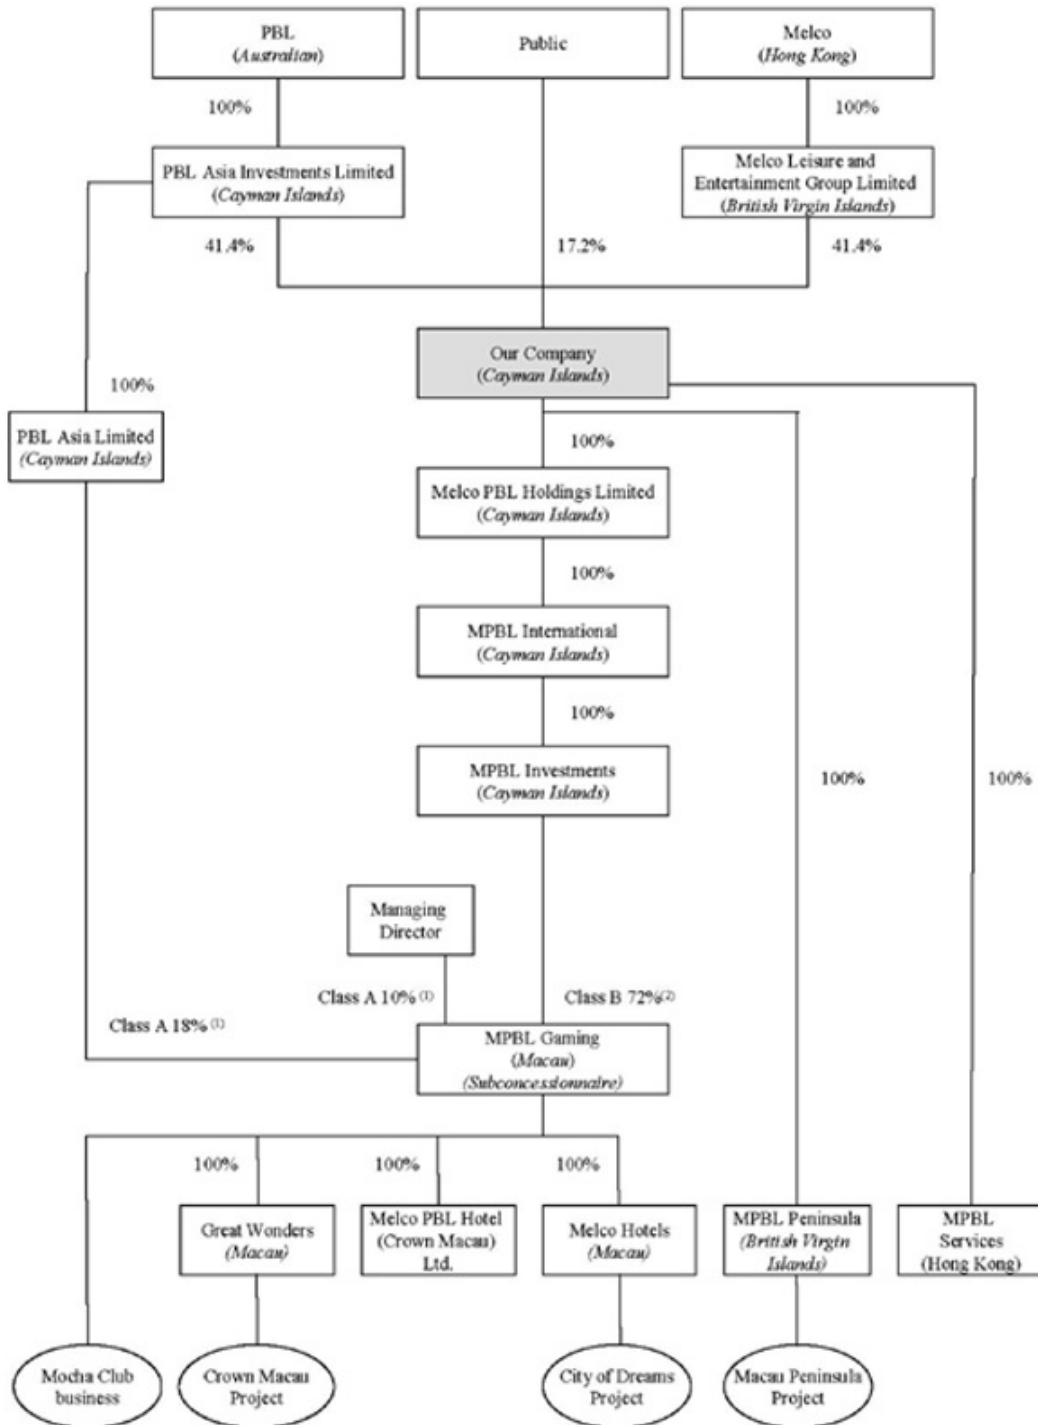 PBL
(Australian)
Public
Melco
(Hong Kong)
100%
100%
PBL Asia Investments Limited
(Cayman Islands)
Melco Leisure and
Entertainment Group Limited
(British Virgin Islands)
41.4%
17.2%
41.4%
Our Company
(Cayman Islands)
100%
PBL Asia Limited
(Cayman Islands)
100%
Melco PBL Holdings Limited
(Cayman Islands)
100%
MPBL International
(Cayman Islands)
100%
MPBL Investments
(Cayman Islands)
100%
100%
Managing
Director
Class A 10% (1)
Class B 72%(2)
Class A 18% (1)
MPBL Gaming
(Macau)
(Subconcessionnaire)
100%
100%
100%
Great Wonders
(Macau)
Melco PBL Hotel
(Crown Macau)
Ltd.
Melco Hotels
(Macau)
MPBL Peninsula
(British Virgin
Islands)
MPBL
Services
(Hong Kong)
Mocha Club
business
Crown Macau
Project
City of Dreams
Project
Macau Peninsula
Project